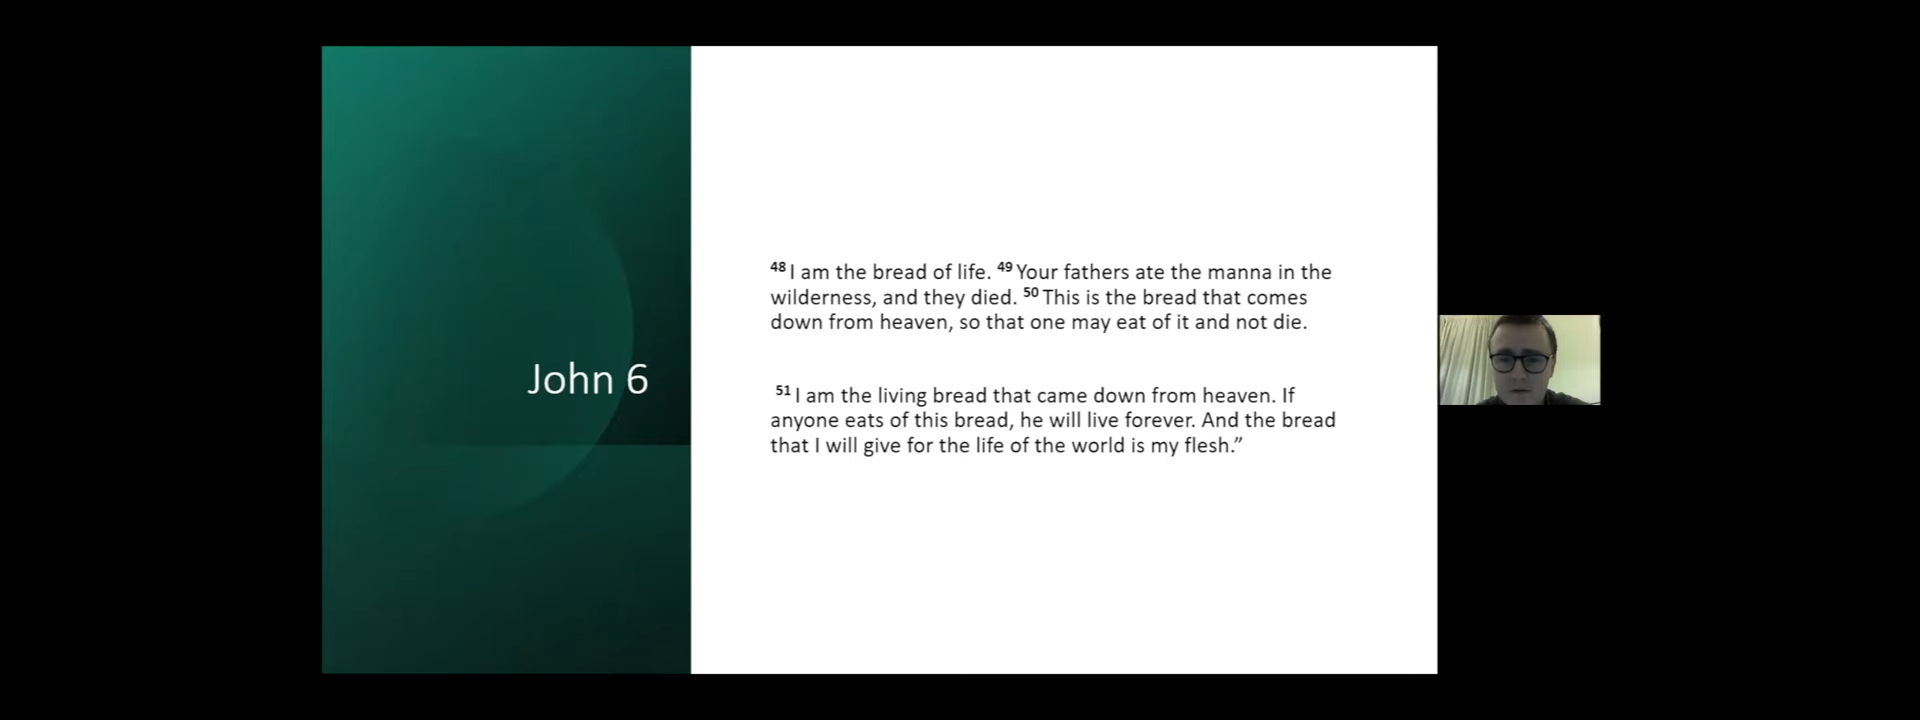 John 6
48 I am the bread of life. 49 Your fathers ate the manna in the
wilderness, and they died. 50 This is the bread that comes
down from heaven, so that one may eat of it and not die.
51 I am the living bread that came down from heaven. If
anyone eats of this bread, he will live forever. And the bread
that I will give for the life of the world is my flesh.”